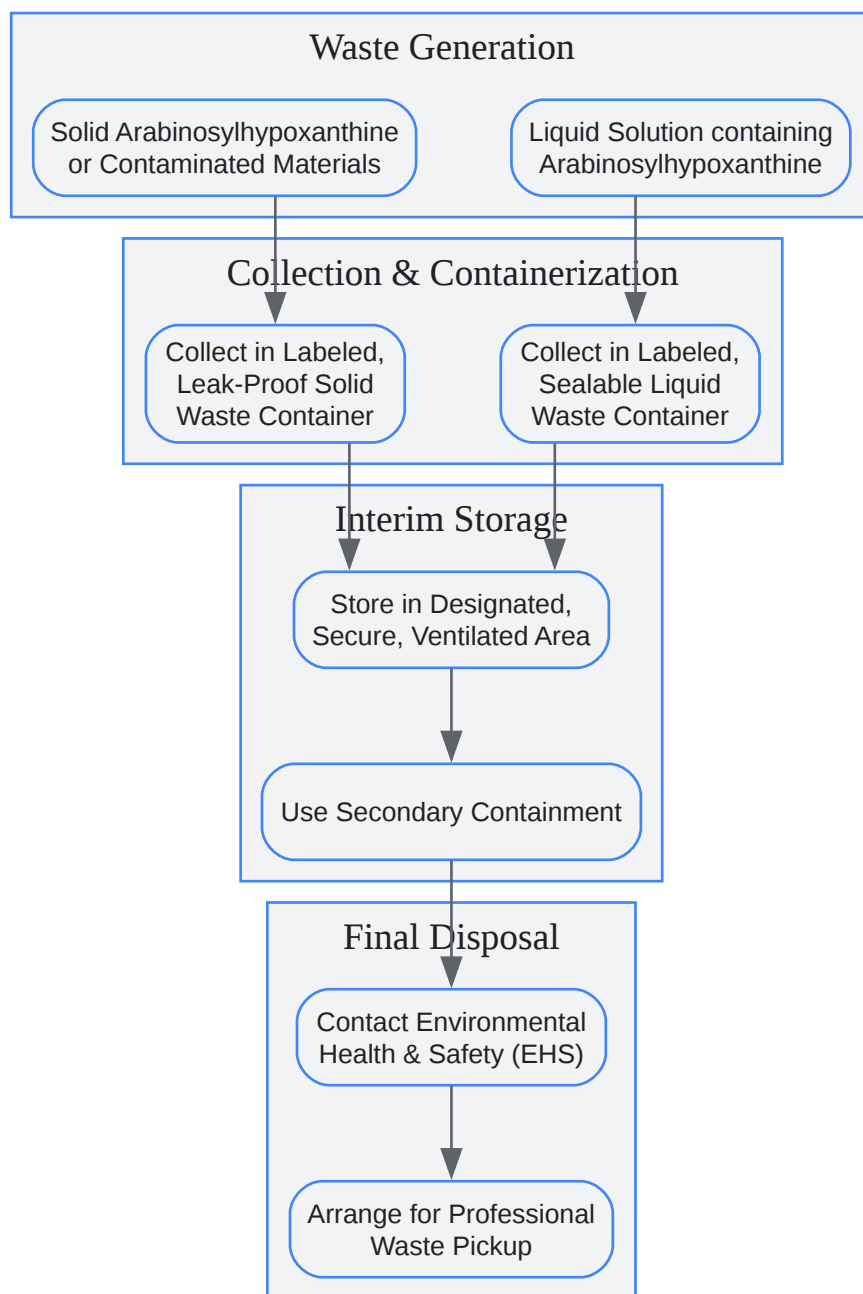 Waste Generation
Solid Arabinosylhypoxanthine
or Contaminated Materials
Liquid Solution containing
Arabinosylhypoxanthine
Collection & Containerization
Collect in Labeled,
Leak-Proof Solid
Waste Container
Collect in Labeled,
Sealable Liquid
Waste Container
Interim Storage
Store in Designated,
Secure, Ventilated Area
Use Secondary Containment
Final Disposal
Contact Environmental
Health & Safety (EHS)
Arrange for Professional
Waste Pickup